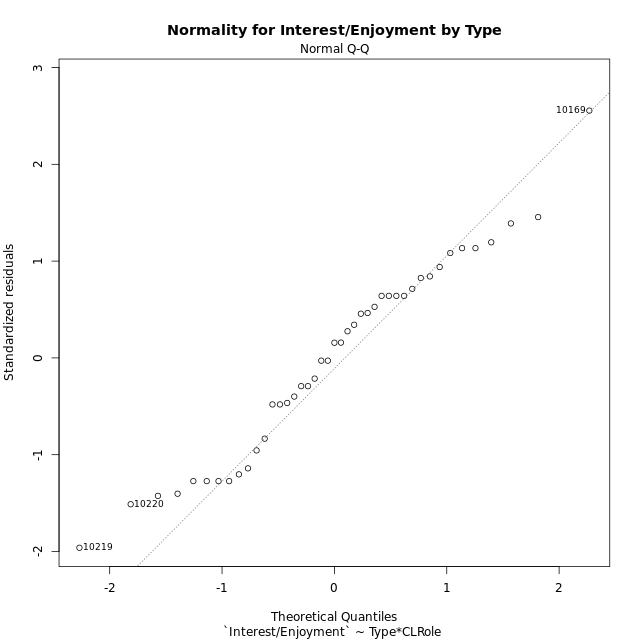 Normality for Interest/Enjoyment by Type
Normal Q-Q
3
2
1
0
-1
-2
Standardized residuals
10169
10220
10219
-2
-1
0
1
2
Theoretical Quantiles
`Interest/Enjoyment` ~ Type*CLRole